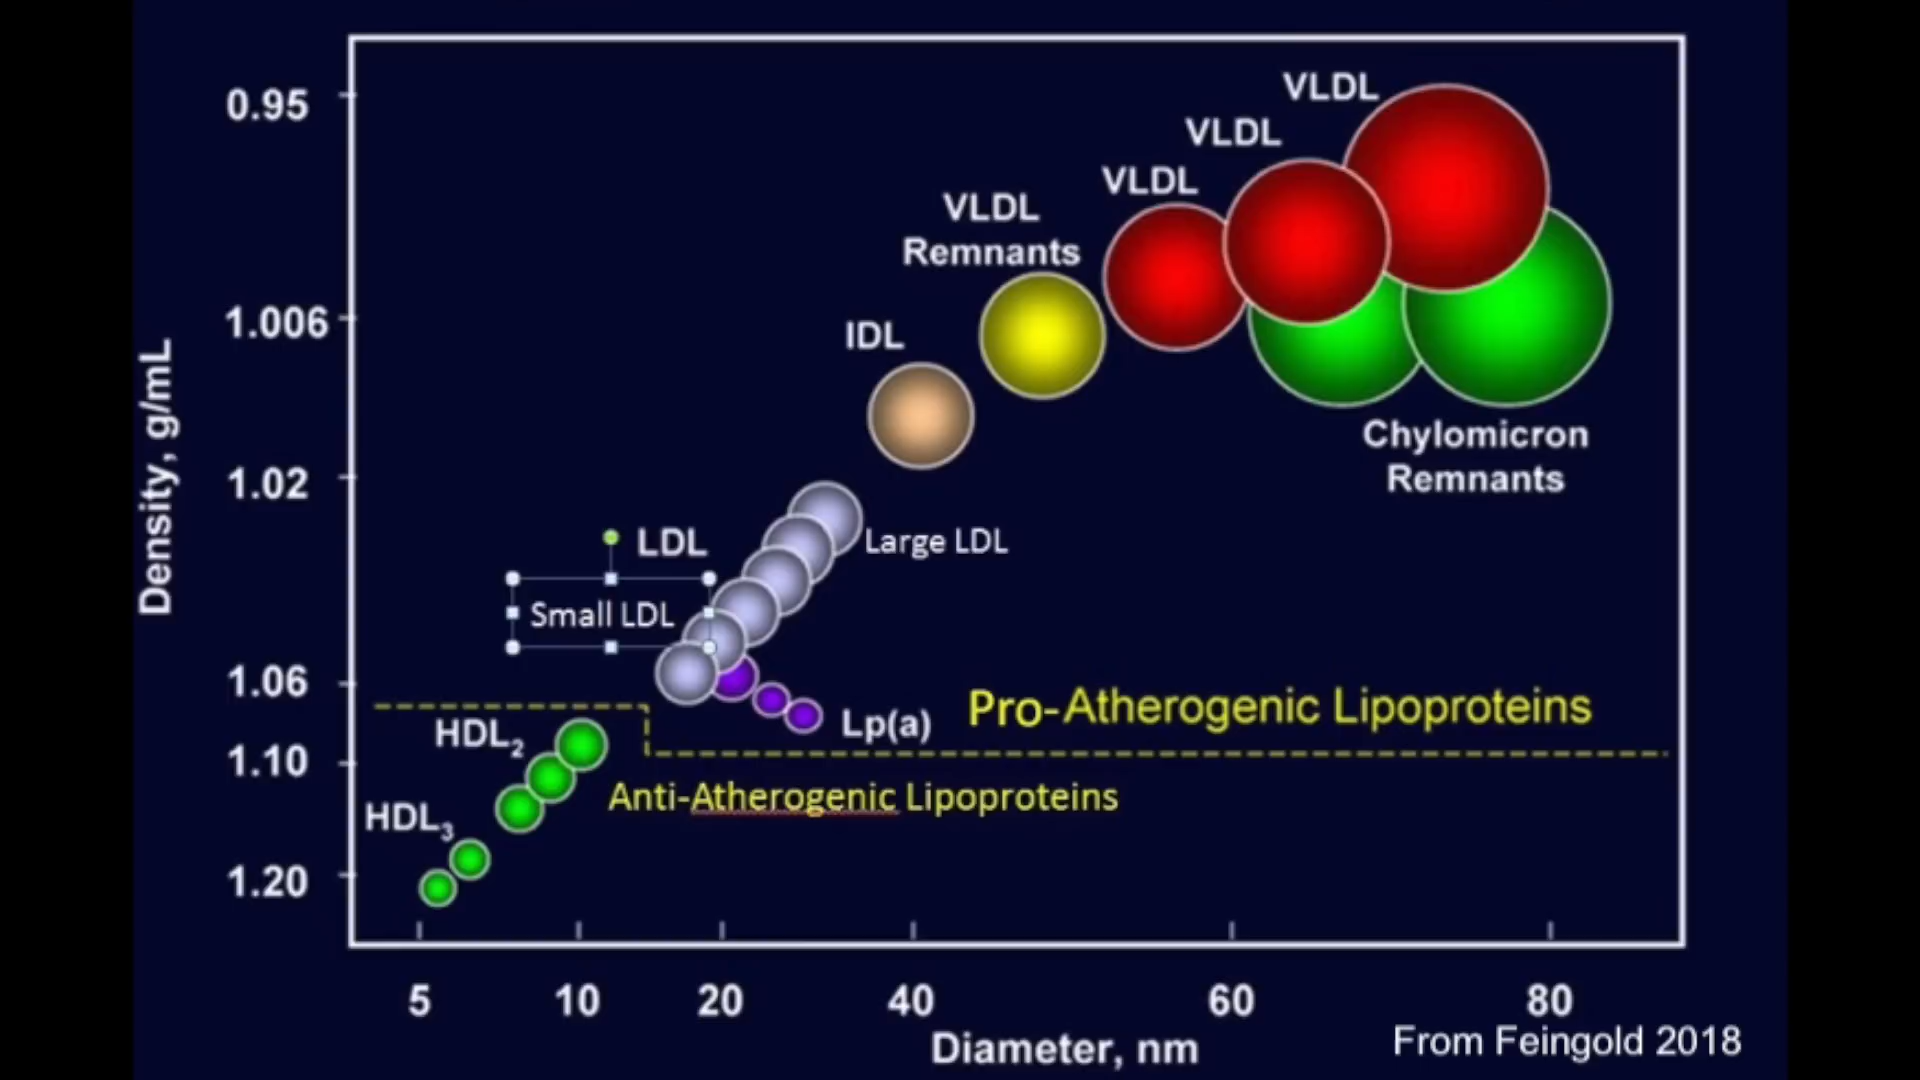 VLDL
0.95
VLDL
VLDL
VLDL
Remnants
1.006
IDL
Chylomicron
Remnants
1.02
Density, g/mL
LDL
Large LDL
Small LDL
1.06
Pro-Atherogenic Lipoproteins
Lp(a)
HDL2
1.10
Anti-Atherogenic Lipoproteins
HDL3
1.20
5 10 20 40 60 80
Diameter, nm
From Feingold 2018